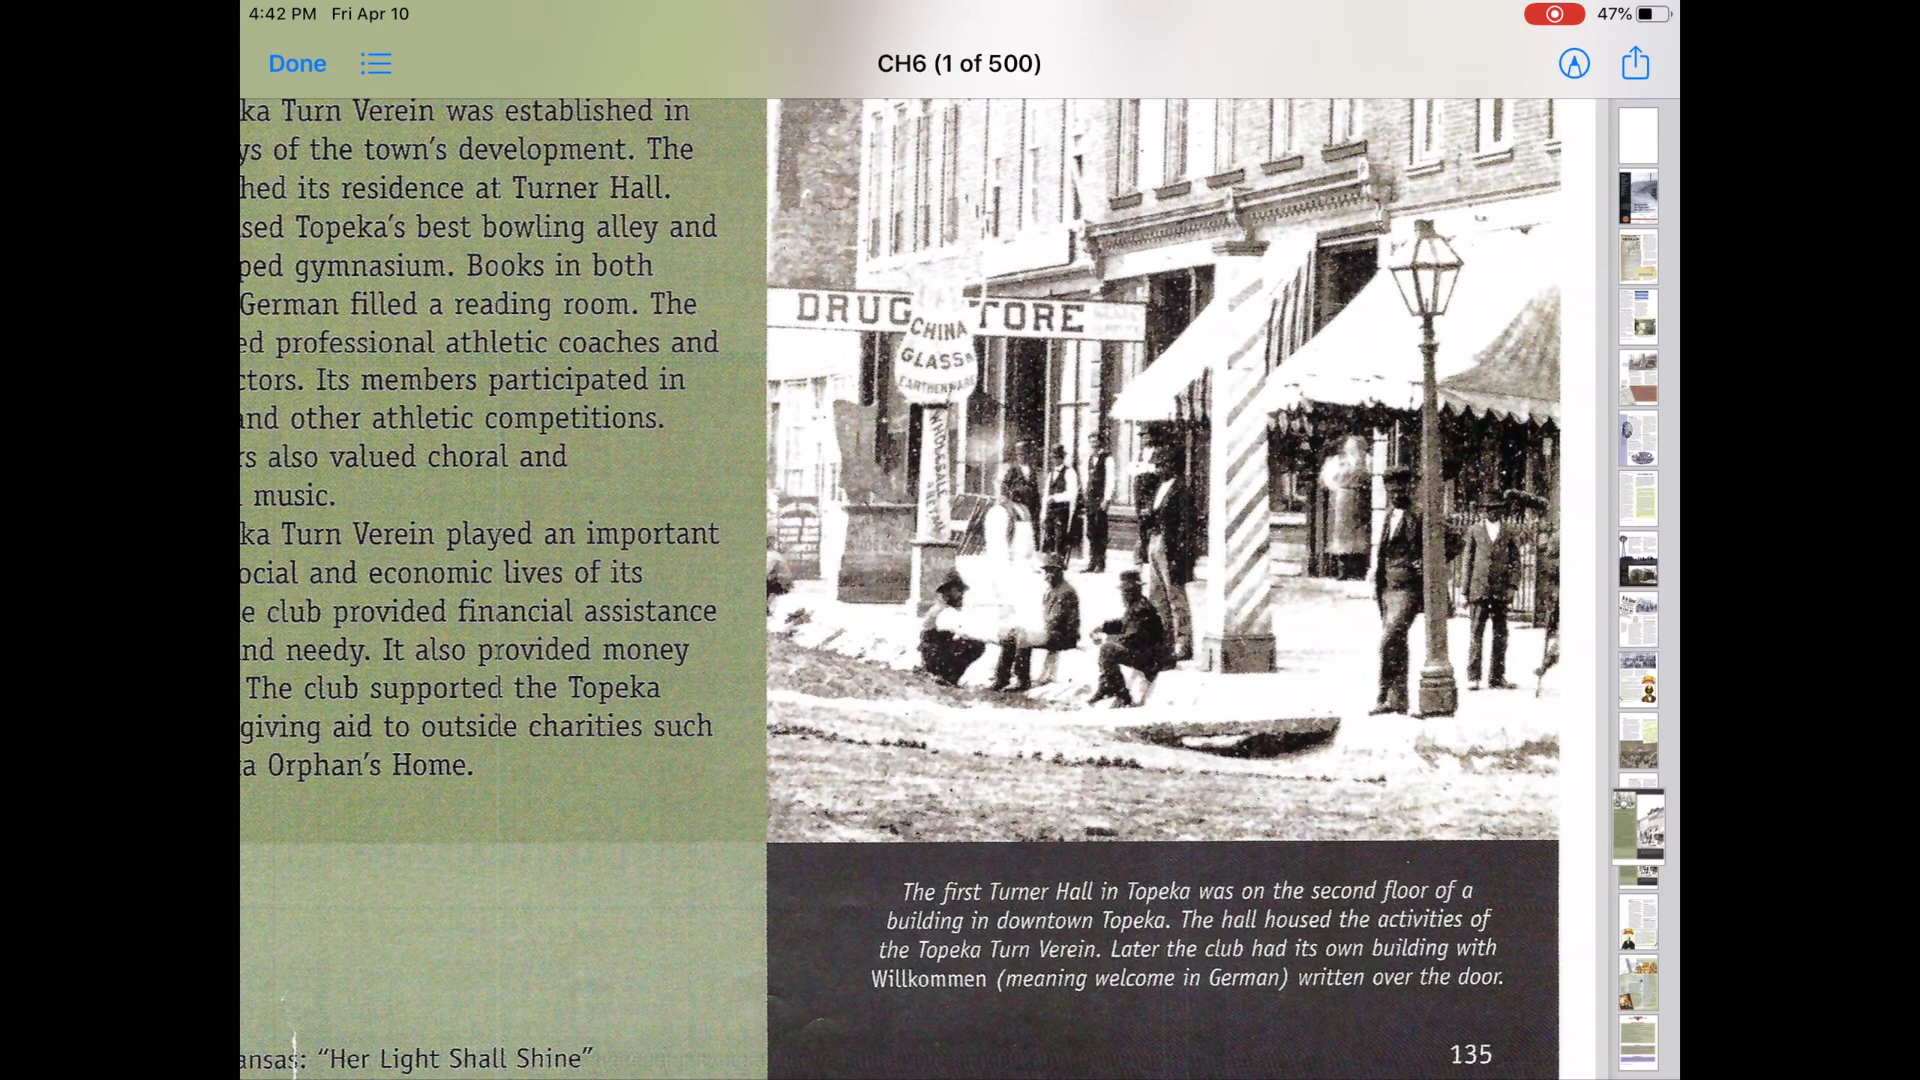 4:42 PM Fri Apr 10
47%
Done
CH6 (1 of 500)
ka Turn Verein was established in
ys of the town's development. The
hed its residence at Turner Hall.
sed Topeka's best bowling alley and
ped gymnasium. Books in both
German filled a reading room. The
ed professional athletic coaches and
ctors. Its members participated in
and other athletic competitions.
rs also valued choral and
music.
ka Turn Verein played an important
ocial and economic lives of its
e club provided financial assistance
nd needy. It also provided money
The club supported the Topeka
giving aid to outside charities such
a Orphan's Home.
ansas: "Her Light Shall Shine"
DRUG TORE
CHINA
GLASS &
EARTHENWARE
WHOLESALE
& RETAIL
The first Turner Hall in Topeka was on the second floor of a
building in downtown Topeka. The hall housed the activities of
the Topeka Turn Verein. Later the club had its own building with
Willkommen (meaning welcome in German) written over the door.
135